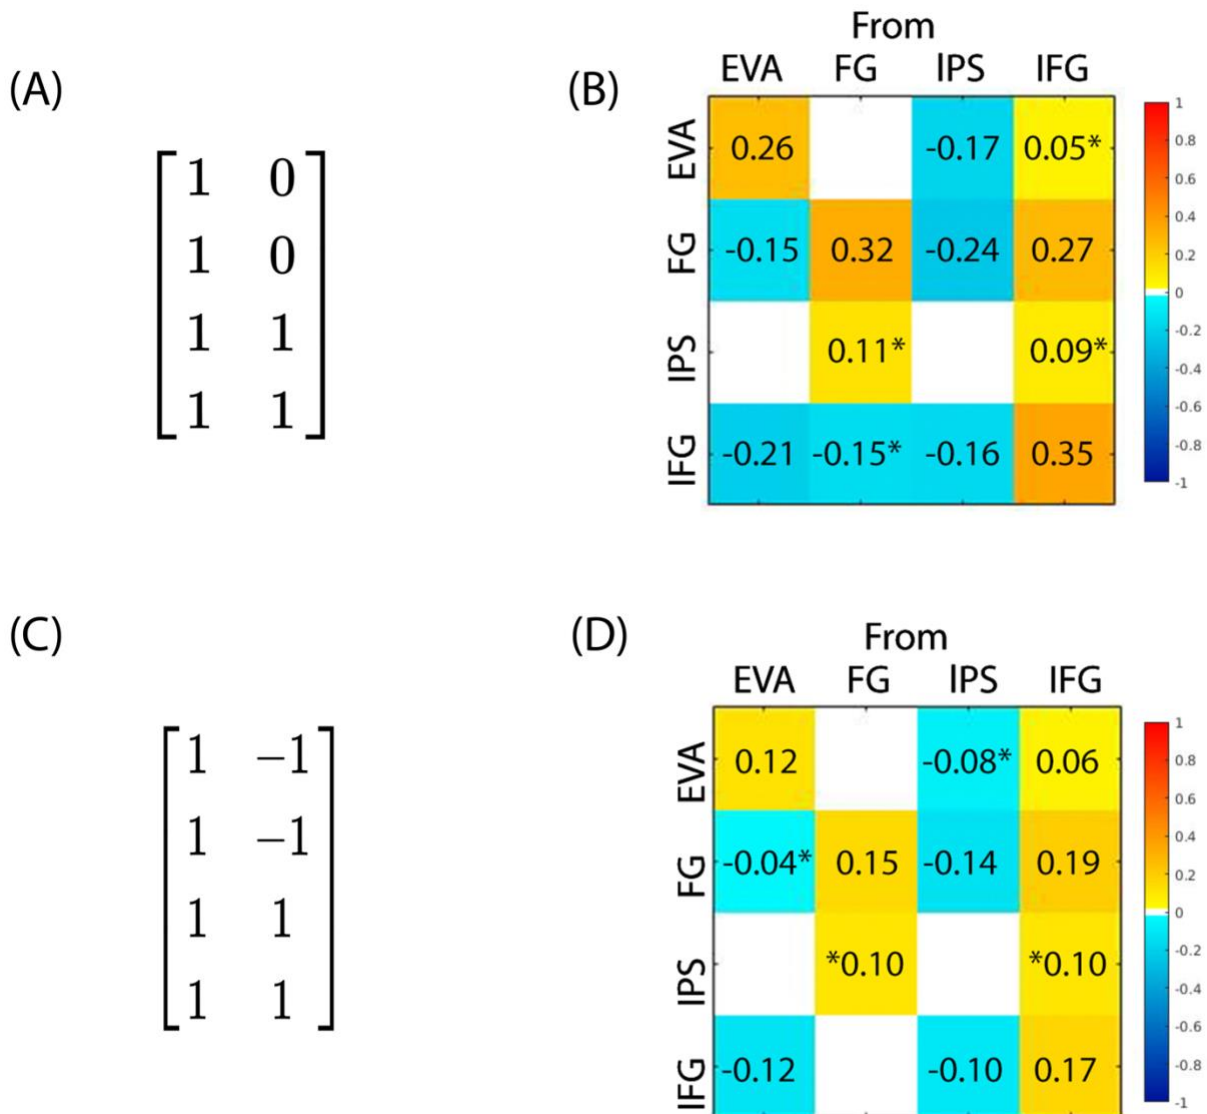 (A)
1 0
1 0
1 1
1 1
(B)
From
EVA FG IPS IFG
EVA 0.26 -0.17 0.05*
FG -0.15 0.32 -0.24 0.27
IPS 0.11* 0.09*
IFG -0.21 -0.15* -0.16 0.35
1
0.8
0.6
0.4
0.2
0
-0.2
-0.4
-0.6
-0.8
-1
(C)
1 −1
1 −1
1 1
1 1
(D)
From
EVA FG IPS IFG
EVA 0.12 -0.08* 0.06
FG -0.04* 0.15 -0.14 0.19
IPS *0.10 *0.10
IFG -0.12 -0.10 0.17
1
0.8
0.6
0.4
0.2
0
-0.2
-0.4
-0.6
-0.8
-1